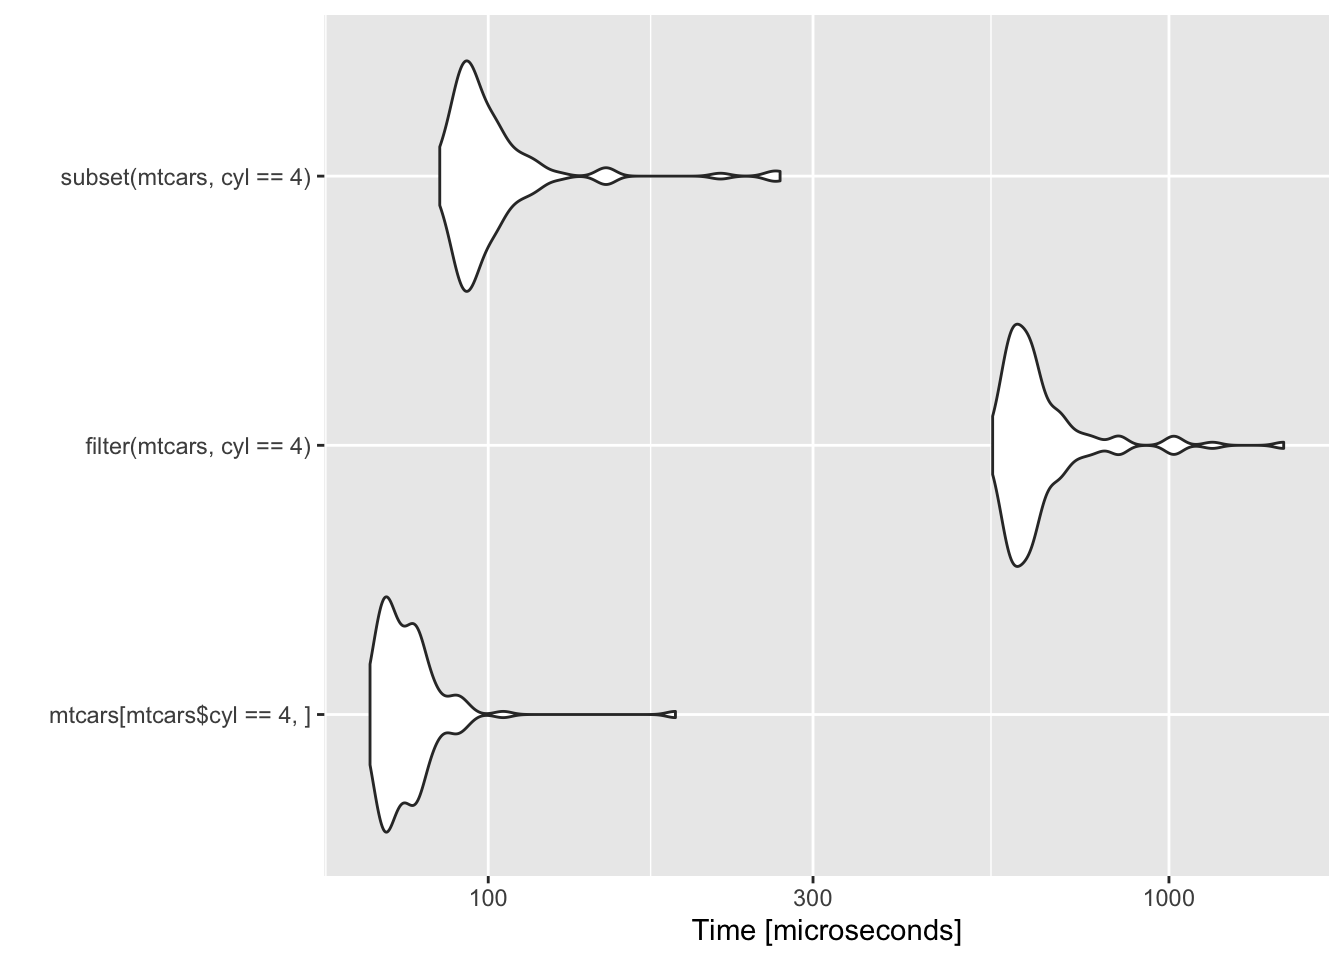 subset(mtcars, cyl == 4)
filter(mtcars, cyl == 4)
mtcars[mtcars$cyl == 4, ]
100 300 1000
Time [microseconds]